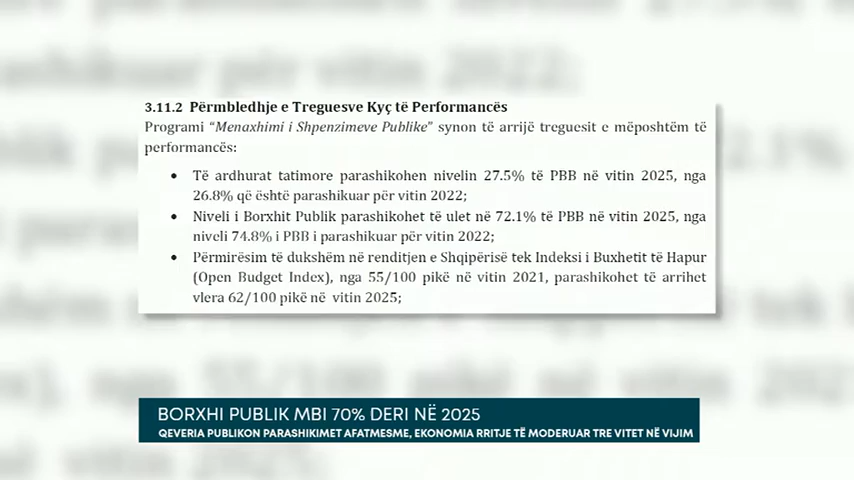 3.11.2 Përmbledhje e Treguesve Kyç të Performancës
Programi “Menaxhimi i Shpenzimeve Publike” synon të arrijë treguesit e mëposhtëm të
performancës:
• Të ardhurat tatimore parashikohen nivelin 27.5% të PBB në vitin 2025, nga
26.8% që është parashikuar për vitin 2022;
• Niveli i Borxhit Publik parashikohet të ulet në 72.1% të PBB në vitin 2025, nga
niveli 74.8% i PBB i parashikuar për vitin 2022;
• Përmirësim të dukshëm në renditjen e Shqipërisë tek Indeksi i Buxhetit të Hapur
(Open Budget Index), nga 55/100 pikë në vitin 2021, parashikohet të arrihet
vlera 62/100 pikë në vitin 2025;
BORXHI PUBLIK MBI 70% DERI NË 2025
QEVERIA PUBLIKON PARASHIKIMET AFATMESME, EKONOMIA RRITJE TË MODERUAR TRE VITET NË VIJIM